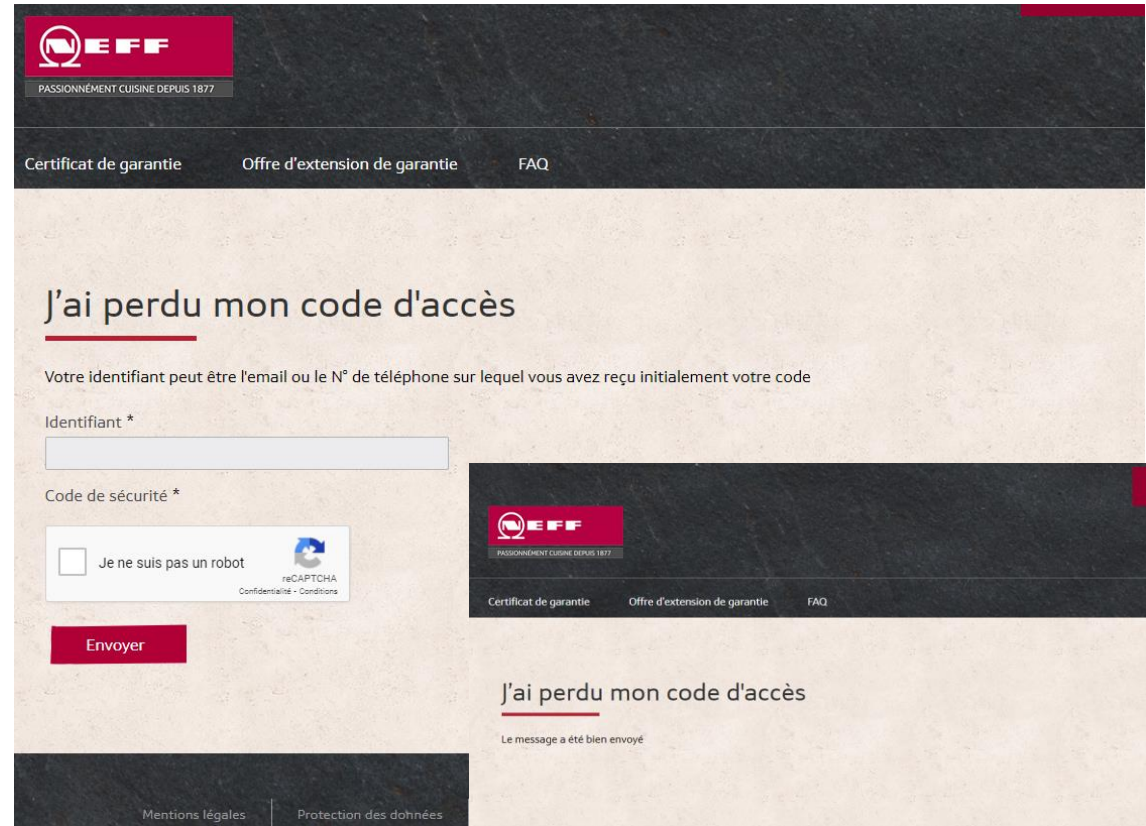 NEFF
PASSIONNÉMENT CUISINE DEPUIS 1877
Certificat de garantie Offre d'extension de garantie FAQ
J'ai perdu mon code d'accès
Votre identifiant peut être l'email ou le N° de téléphone sur lequel vous avez reçu initialement votre code
Identifiant *
Code de sécurité *
Je ne suis pas un robot
reCAPTCHA
Confidentialité - Conditions
Envoyer
Mentions légales Protection des données
NEFF
PASSIONNÉMENT CUISINE DEPUIS 1877
Certificat de garantie Offre d'extension de garantie FAQ
J'ai perdu mon code d'accès
Le message a été bien envoyé